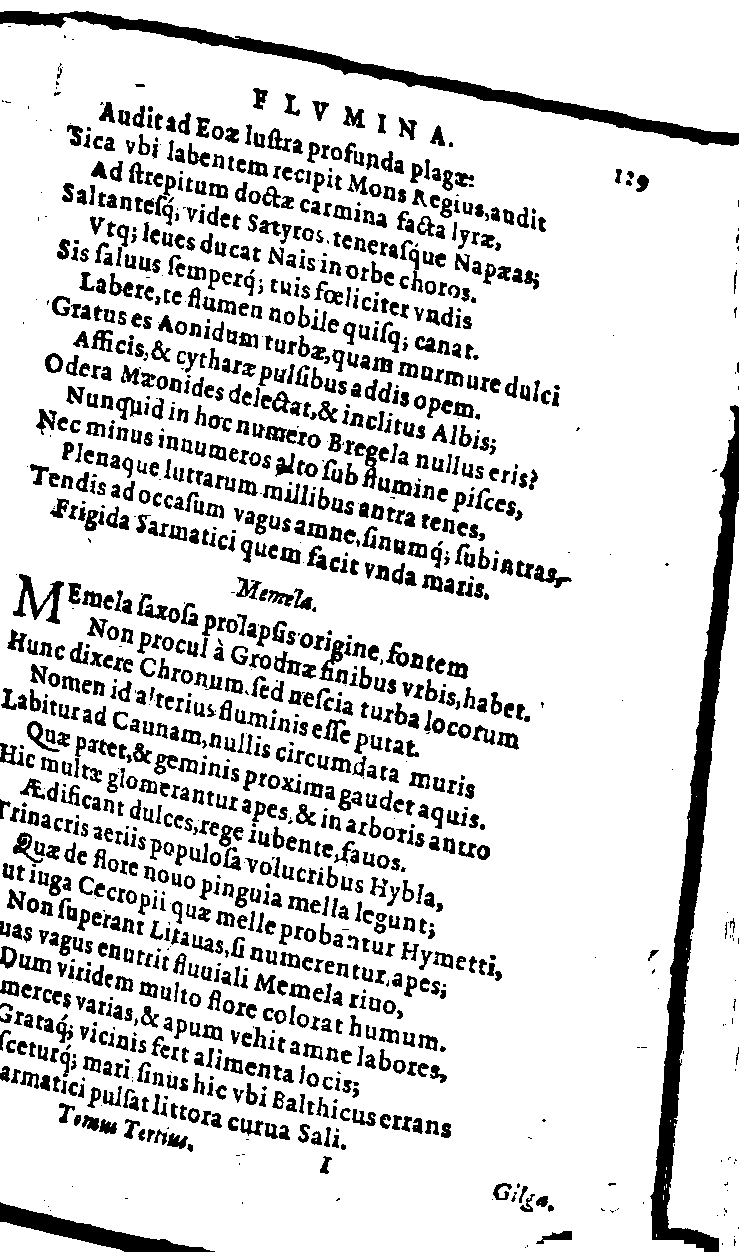 FLVMINA. 129
Audit ad Eoæ luſtra profunda plagæ:
Sica vbi labentem recipit Mons Regius, audit
Ad ſtrepitum doctæ carmina facta lyræ,
Saltanteſq́; videt Satyros, teneraſque Napæas;
Vtq; leues ducat Nais in orbe choros.
Sis ſaluus ſemperq́; tuis fœliciter vndis
Labere, te flumen nobile quiſq; canat.
Gratus es Aonidum turbæ, quam murmure dulci
Afficis, & cytharæ pulſibus addis opem.
Odera Mæonides delectat, & inclitus Albis;
Nunquid in hoc numero Bregela nullus eris?
Nec minus innumeros alto ſub flumine piſces,
Plenaque lutrarum millibus antra tenes,
Tendis ad occaſum vagus amne, ſinumq́; ſubintras,
Frigida Sarmatici quem facit vnda maris.
Memela.
MEmela ſaxoſa prolapſis origine, fontem
Non procul à Grodnæ finibus vrbis, habet.
Hunc dixere Chronum, ſed neſcia turba locorum
Nomen id alterius fluminis eſſe putat.
Labitur ad Caunam, nullis circumdata muris
Quæ patet, & geminis proxima gaudet aquis.
Hic multæ glomerantur apes, & in arboris antro
Ædificant dulces, rege iubente, fauos.
Trinacris aeriis populoſa volucribus Hybla,
Quæ de flore nouo pinguia mella legunt;
ut iuga Cecropii quæ melle probantur Hymetti,
Non ſuperant Lituuas, ſi numerentur, apes;
uas vagus enutrit fluuiali Memela riuo,
Dum viridem multo flore colorat humum.
merces varias, & apum vehit amne labores,
Grataq́; vicinis fert alimenta locis;
ſceturq́; mari ſinus hic vbi Balthicus errans
armatici pulſat littora curua Sali.
Tomus Tertius. I Gilga.